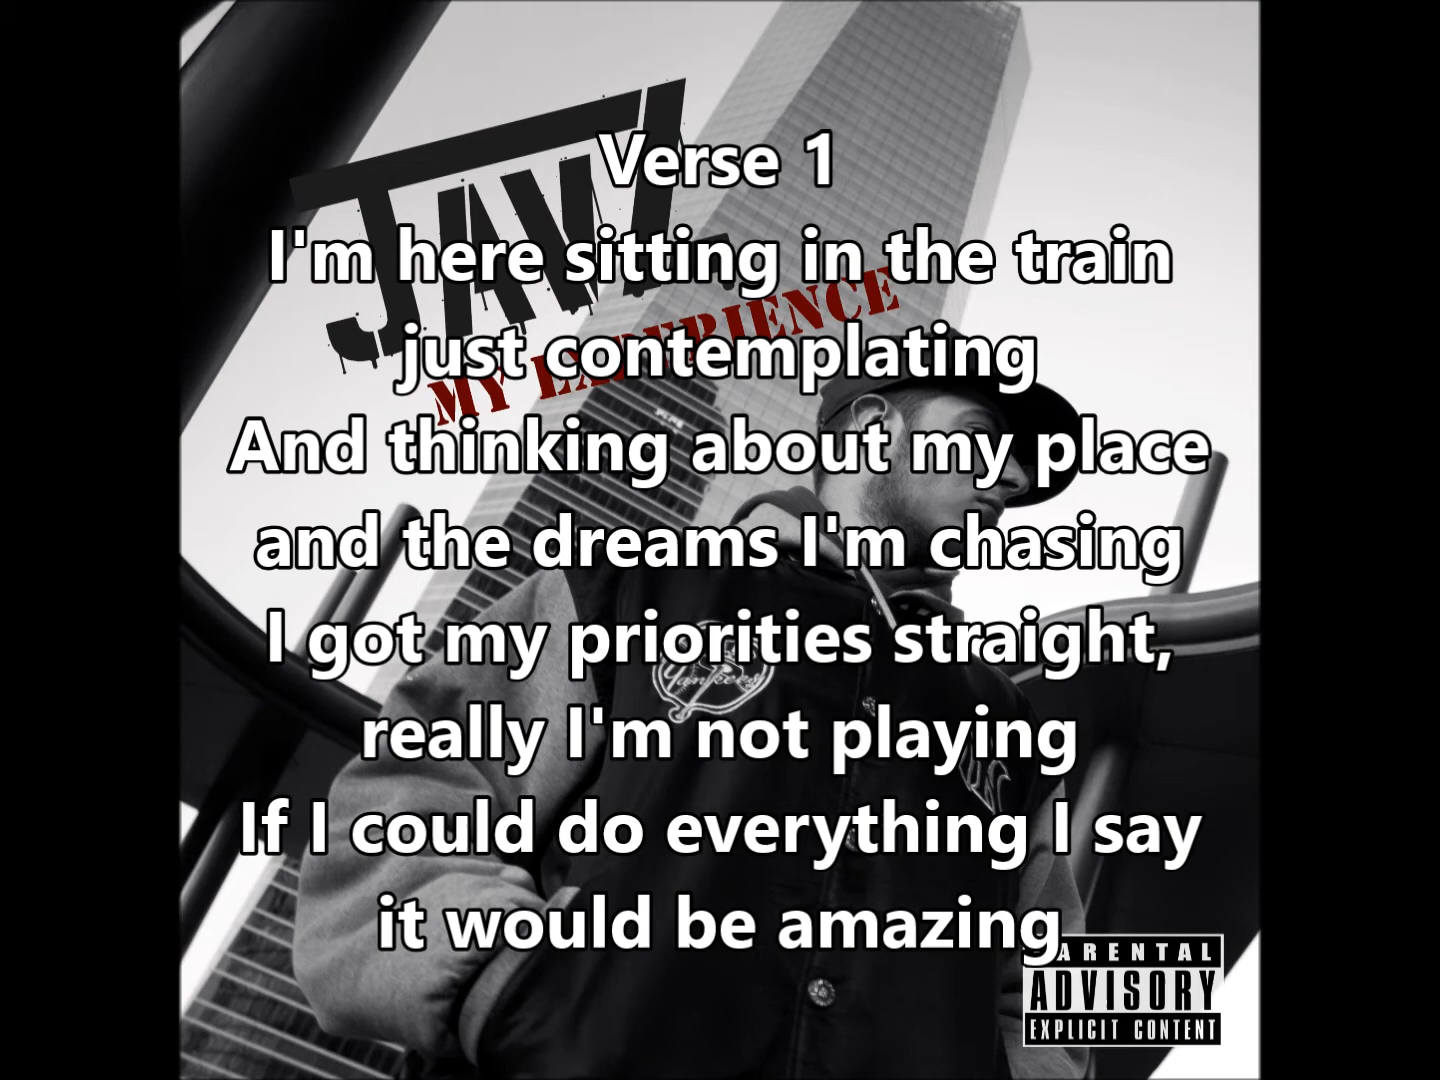 JAVZ
MY EXPERIENCE
Verse 1
I'm here sitting in the train
just contemplating
And thinking about my place
and the dreams I'm chasing
I got my priorities straight,
really I'm not playing
If I could do everything I say
it would be amazing
Yankees
PARENTAL
ADVISORY
EXPLICIT CONTENT